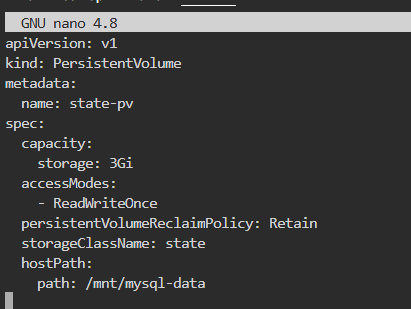 GNU nano 4.8
apiVersion: v1
kind: PersistentVolume
metadata:
  name: state-pv
spec:
  capacity:
    storage: 3Gi
  accessModes:
    - ReadWriteOnce
  persistentVolumeReclaimPolicy: Retain
  storageClassName: state
  hostPath:
    path: /mnt/mysql-data